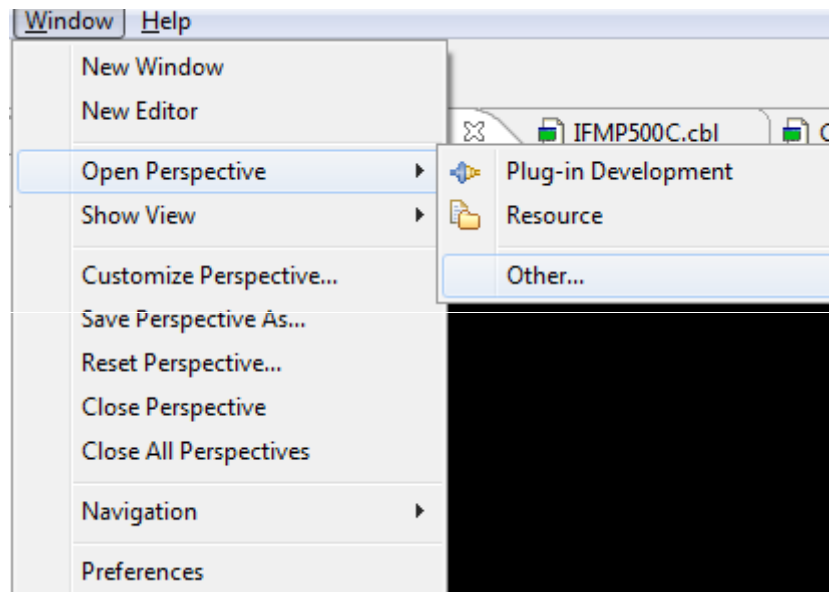 Window Help
New Window
New Editor
IFMP500C.cbl
Open Perspective
Plug-in Development
Show View
Resource
Customize Perspective...
Other...
Save Perspective As...
Reset Perspective...
Close Perspective
Close All Perspectives
Navigation
Preferences